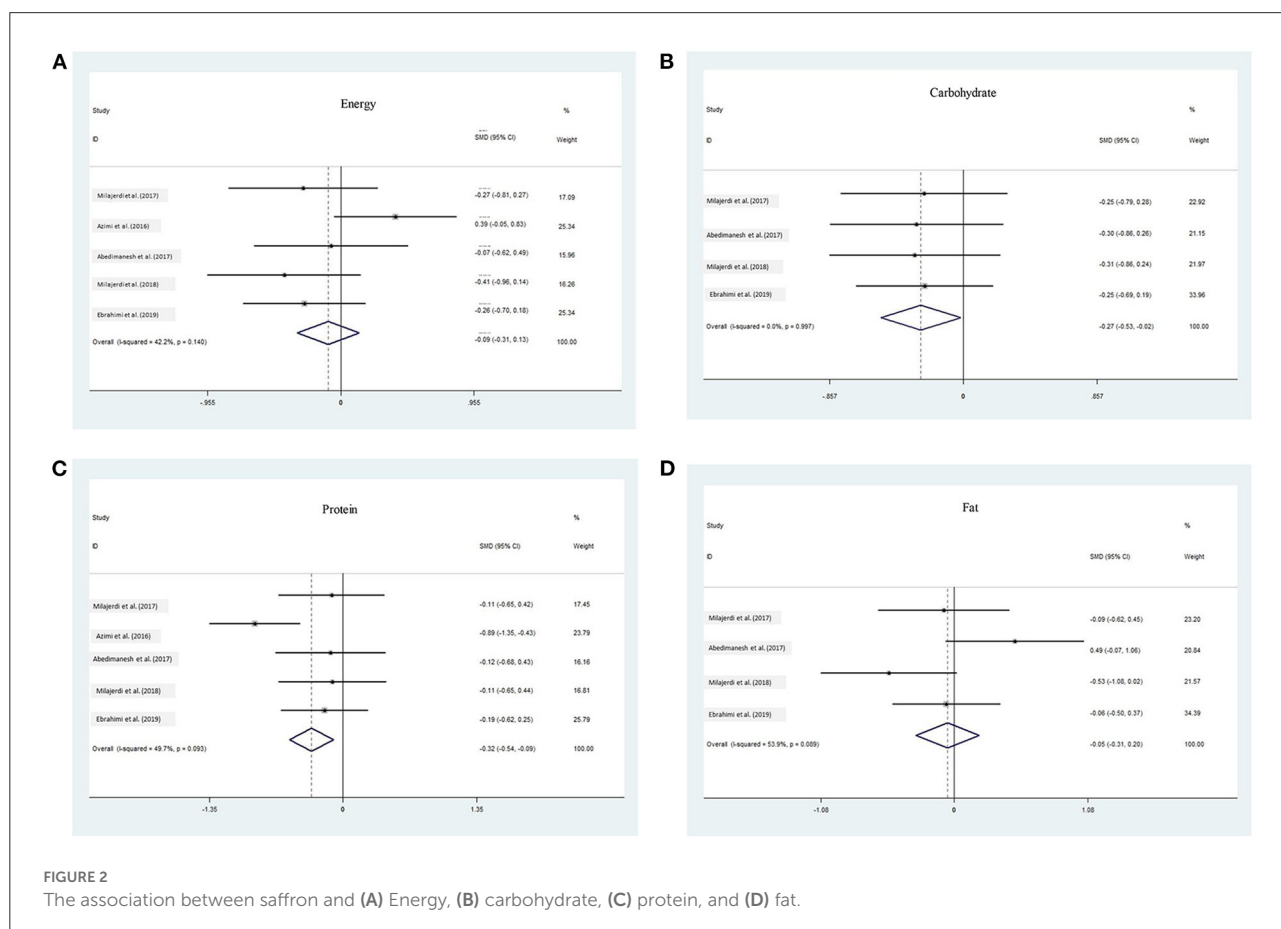 A
Energy
Study %
ID SMD (95% CI) Weight
Milajerdi et al. (2017) -0.27 (-0.81, 0.27) 17.09
Azimi et al. (2016) 0.39 (-0.05, 0.83) 25.34
Abedimanesh et al. (2017) -0.07 (-0.62, 0.49) 15.96
Milajerdi et al. (2018) -0.41 (-0.96, 0.14) 16.26
Ebrahimi et al. (2019) -0.26 (-0.70, 0.18) 25.34
Overall (I-squared = 42.2%, p = 0.140) -0.09 (-0.31, 0.13) 100.00
-.955 0 .955
B
Carbohydrate
Study %
ID SMD (95% CI) Weight
Milajerdi et al. (2017) -0.25 (-0.79, 0.28) 22.92
Abedimanesh et al. (2017) -0.30 (-0.86, 0.26) 21.15
Milajerdi et al. (2018) -0.31 (-0.86, 0.24) 21.97
Ebrahimi et al. (2019) -0.25 (-0.69, 0.19) 33.96
Overall (I-squared = 0.0%, p = 0.997) -0.27 (-0.53, -0.02) 100.00
-.857 0 .857
C
Protein
Study %
ID SMD (95% CI) Weight
Milajerdi et al. (2017) -0.11 (-0.65, 0.42) 17.45
Azimi et al. (2016) -0.89 (-1.35, -0.43) 23.79
Abedimanesh et al. (2017) -0.12 (-0.68, 0.43) 16.16
Milajerdi et al. (2018) -0.11 (-0.65, 0.44) 16.81
Ebrahimi et al. (2019) -0.19 (-0.62, 0.25) 25.79
Overall (I-squared = 49.7%, p = 0.093) -0.32 (-0.54, -0.09) 100.00
-1.35 0 1.35
D
Fat
Study %
ID SMD (95% CI) Weight
Milajerdi et al. (2017) -0.09 (-0.62, 0.45) 23.20
Abedimanesh et al. (2017) 0.49 (-0.07, 1.06) 20.84
Milajerdi et al. (2018) -0.53 (-1.08, 0.02) 21.57
Ebrahimi et al. (2019) -0.06 (-0.50, 0.37) 34.39
Overall (I-squared = 53.9%, p = 0.089) -0.05 (-0.31, 0.20) 100.00
-1.08 0 1.08
FIGURE 2
The association between saffron and (A) Energy, (B) carbohydrate, (C) protein, and (D) fat.